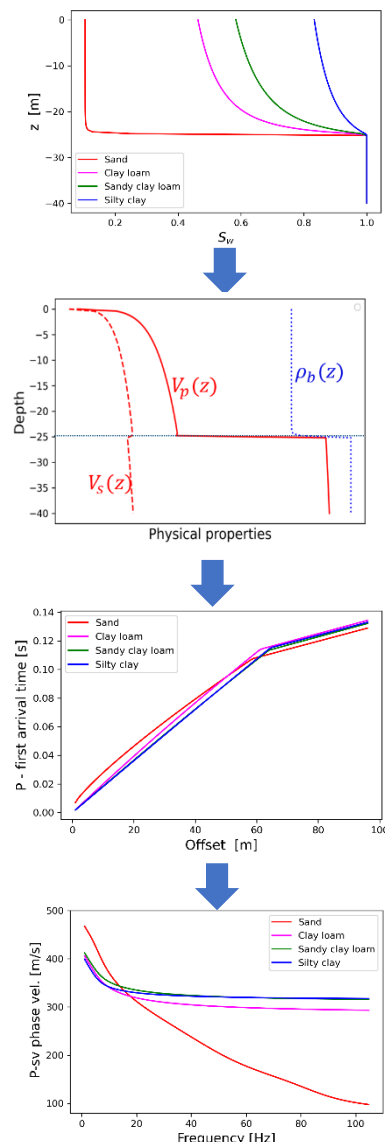 0
−10
z [m]
−20
−30
−40
Sand
Clay loam
Sandy clay loam
Silty clay
0.2 0.4 0.6 0.8 1.0
S_w
0
−5
−10
−15
−20
−25
−30
−35
−40
Depth
V_p(z)
ρ_b(z)
V_s(z)
Physical properties
0.14
0.12
0.10
0.08
0.06
0.04
0.02
0.00
P - first arrival time [s]
Sand
Clay loam
Sandy clay loam
Silty clay
0 20 40 60 80 100
Offset [m]
500
400
300
200
100
P-sv phase vel. [m/s]
Sand
Clay loam
Sandy clay loam
Silty clay
0 20 40 60 80 100
Frequency [Hz]